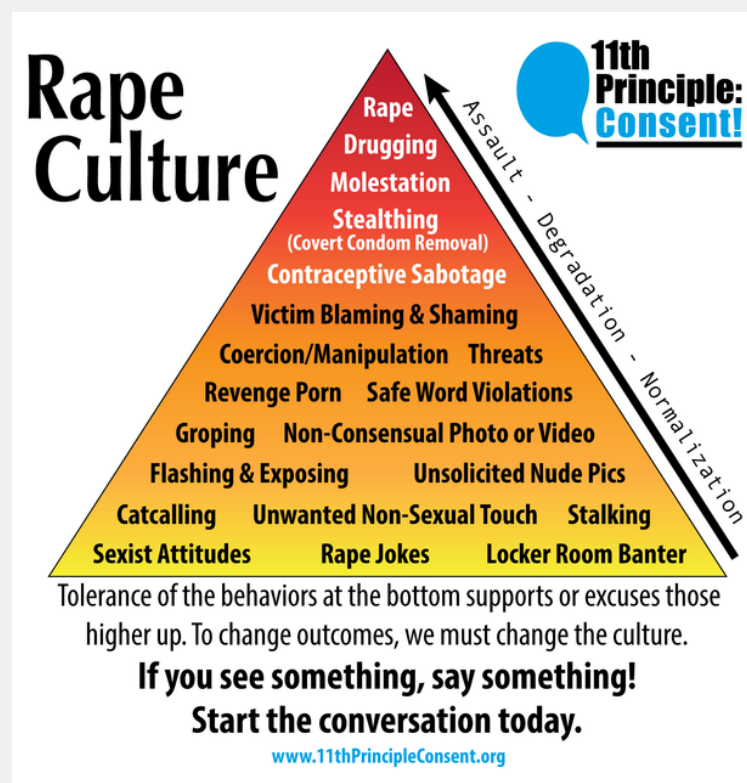 Rape
Culture
11th
Principle:
Consent!
Assault - Degradation - Normalization
Rape
Drugging
Molestation
Stealthing
(Covert Condom Removal)
Contraceptive Sabotage
Victim Blaming & Shaming
Coercion/Manipulation Threats
Revenge Porn Safe Word Violations
Groping Non-Consensual Photo or Video
Flashing & Exposing Unsolicited Nude Pics
Catcalling Unwanted Non-Sexual Touch Stalking
Sexist Attitudes Rape Jokes Locker Room Banter
Tolerance of the behaviors at the bottom supports or excuses those
higher up. To change outcomes, we must change the culture.
If you see something, say something!
Start the conversation today.
www.11thPrincipleConsent.org